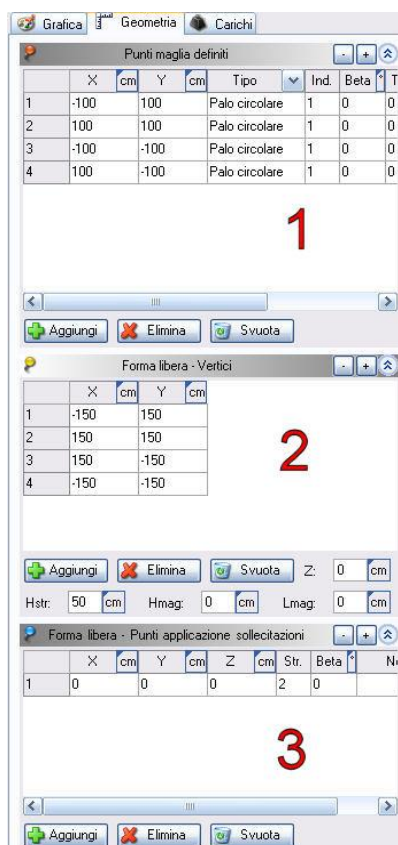 Grafica Geometria Carichi
Punti maglia definiti - +
X cm Y cm Tipo Ind. Beta ° T
1 -100 100 Palo circolare 1 0 0
2 100 100 Palo circolare 1 0 0
3 -100 -100 Palo circolare 1 0 0
4 100 -100 Palo circolare 1 0 0
1
Aggiungi Elimina Svuota
Forma libera - Vertici - +
X cm Y cm
1 -150 150
2 150 150
3 150 -150
4 -150 -150
2
Aggiungi Elimina Svuota Z: 0 cm
Hstr: 50 cm Hmag: 0 cm Lmag: 0 cm
Forma libera - Punti applicazione sollecitazioni - +
X cm Y cm Z cm Str. Beta °
1 0 0 0 2 0
3
Aggiungi Elimina Svuota